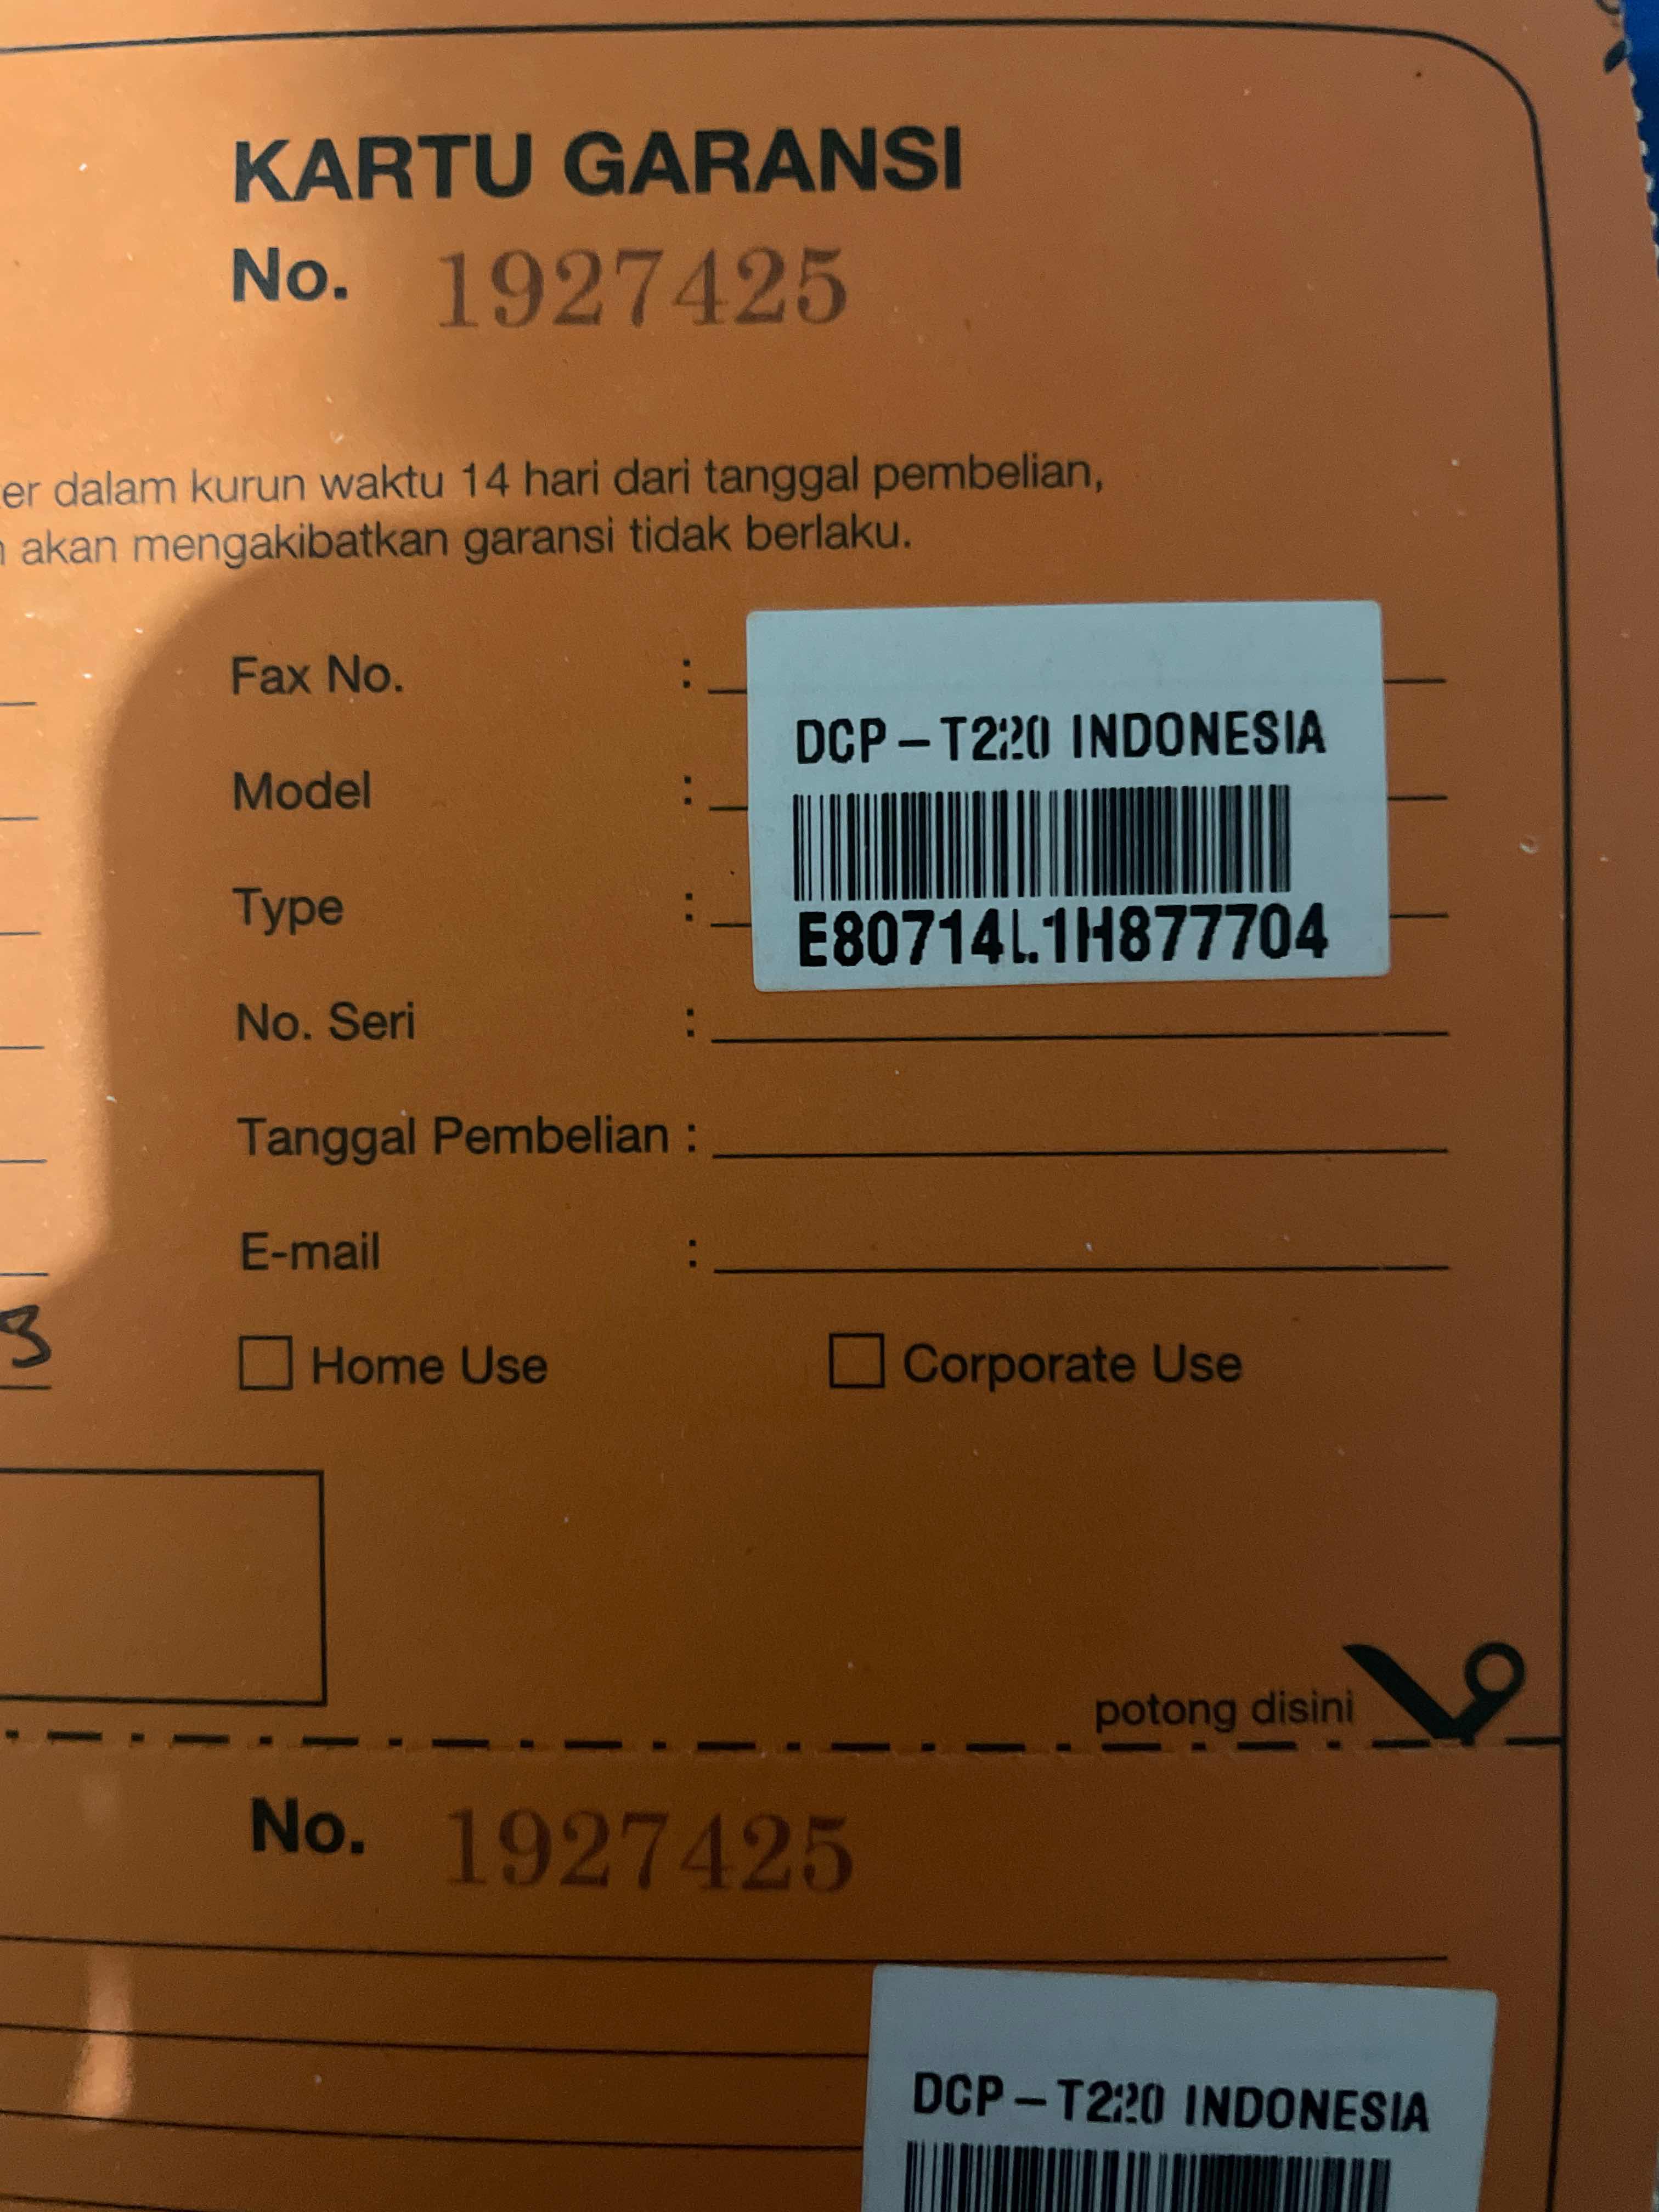 KARTU GARANSI
No. 1927425
er dalam kurun waktu 14 hari dari tanggal pembelian,
akan mengakibatkan garansi tidak berlaku.
Fax No. :
DCP-T220 INDONESIA
Model :
Type :
E80714L1H877704
No. Seri :
Tanggal Pembelian :
E-mail :
Home Use
Corporate Use
potong disini
No. 1927425
DCP-T220 INDONESIA